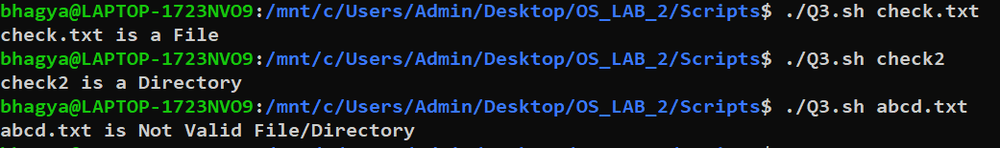 bhagya@LAPTOP-1723NVO9:/mnt/c/Users/Admin/Desktop/OS_LAB_2/Scripts$ ./Q3.sh check.txt
check.txt is a File
bhagya@LAPTOP-1723NVO9:/mnt/c/Users/Admin/Desktop/OS_LAB_2/Scripts$ ./Q3.sh check2
check2 is a Directory
bhagya@LAPTOP-1723NVO9:/mnt/c/Users/Admin/Desktop/OS_LAB_2/Scripts$ ./Q3.sh abcd.txt
abcd.txt is Not Valid File/Directory